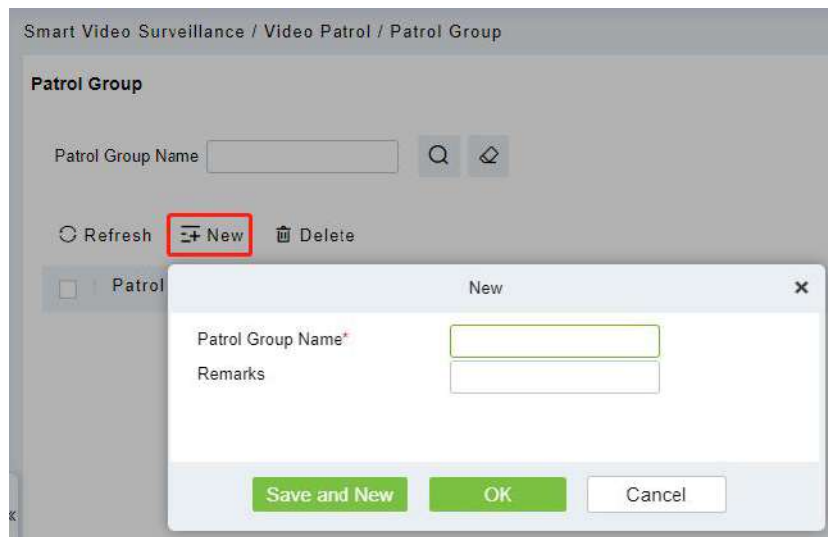 Smart Video Surveillance / Video Patrol / Patrol Group
Patrol Group
Patrol Group Name
Refresh New Delete
Patrol
New
Patrol Group Name*
Remarks
Save and New OK Cancel